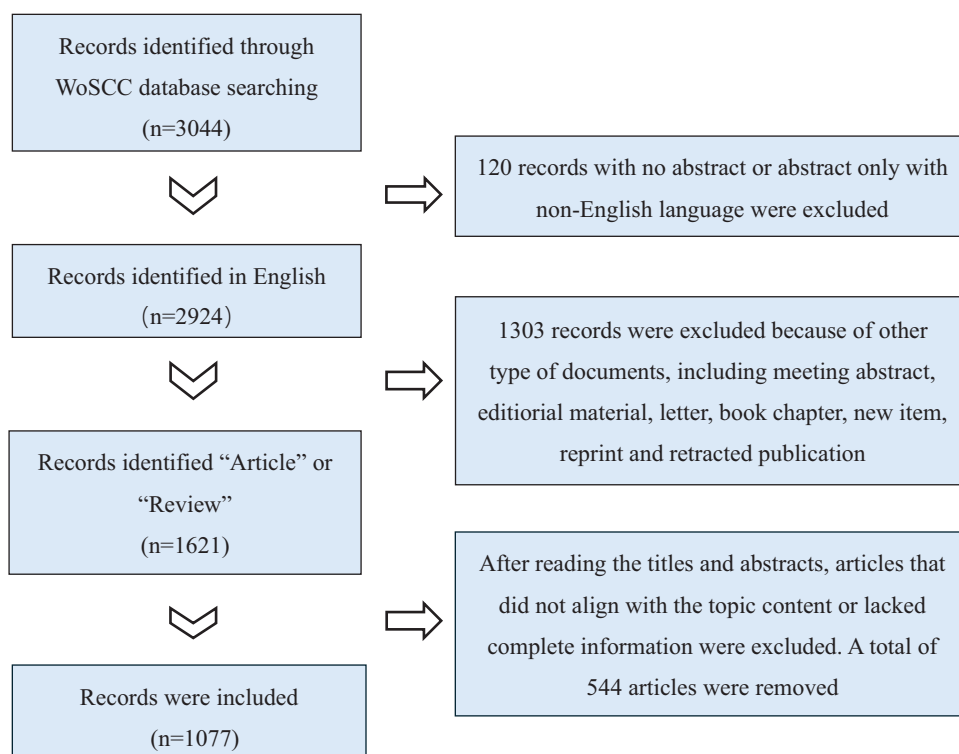 Records identified through
WoSCC database searching
(n=3044)
120 records with no abstract or abstract only with
non-English language were excluded
Records identified in English
(n=2924)
1303 records were excluded because of other
type of documents, including meeting abstract,
editiorial material, letter, book chapter, new item,
reprint and retracted publication
Records identified “Article” or
“Review”
(n=1621)
After reading the titles and abstracts, articles that
did not align with the topic content or lacked
complete information were excluded. A total of
544 articles were removed
Records were included
(n=1077)